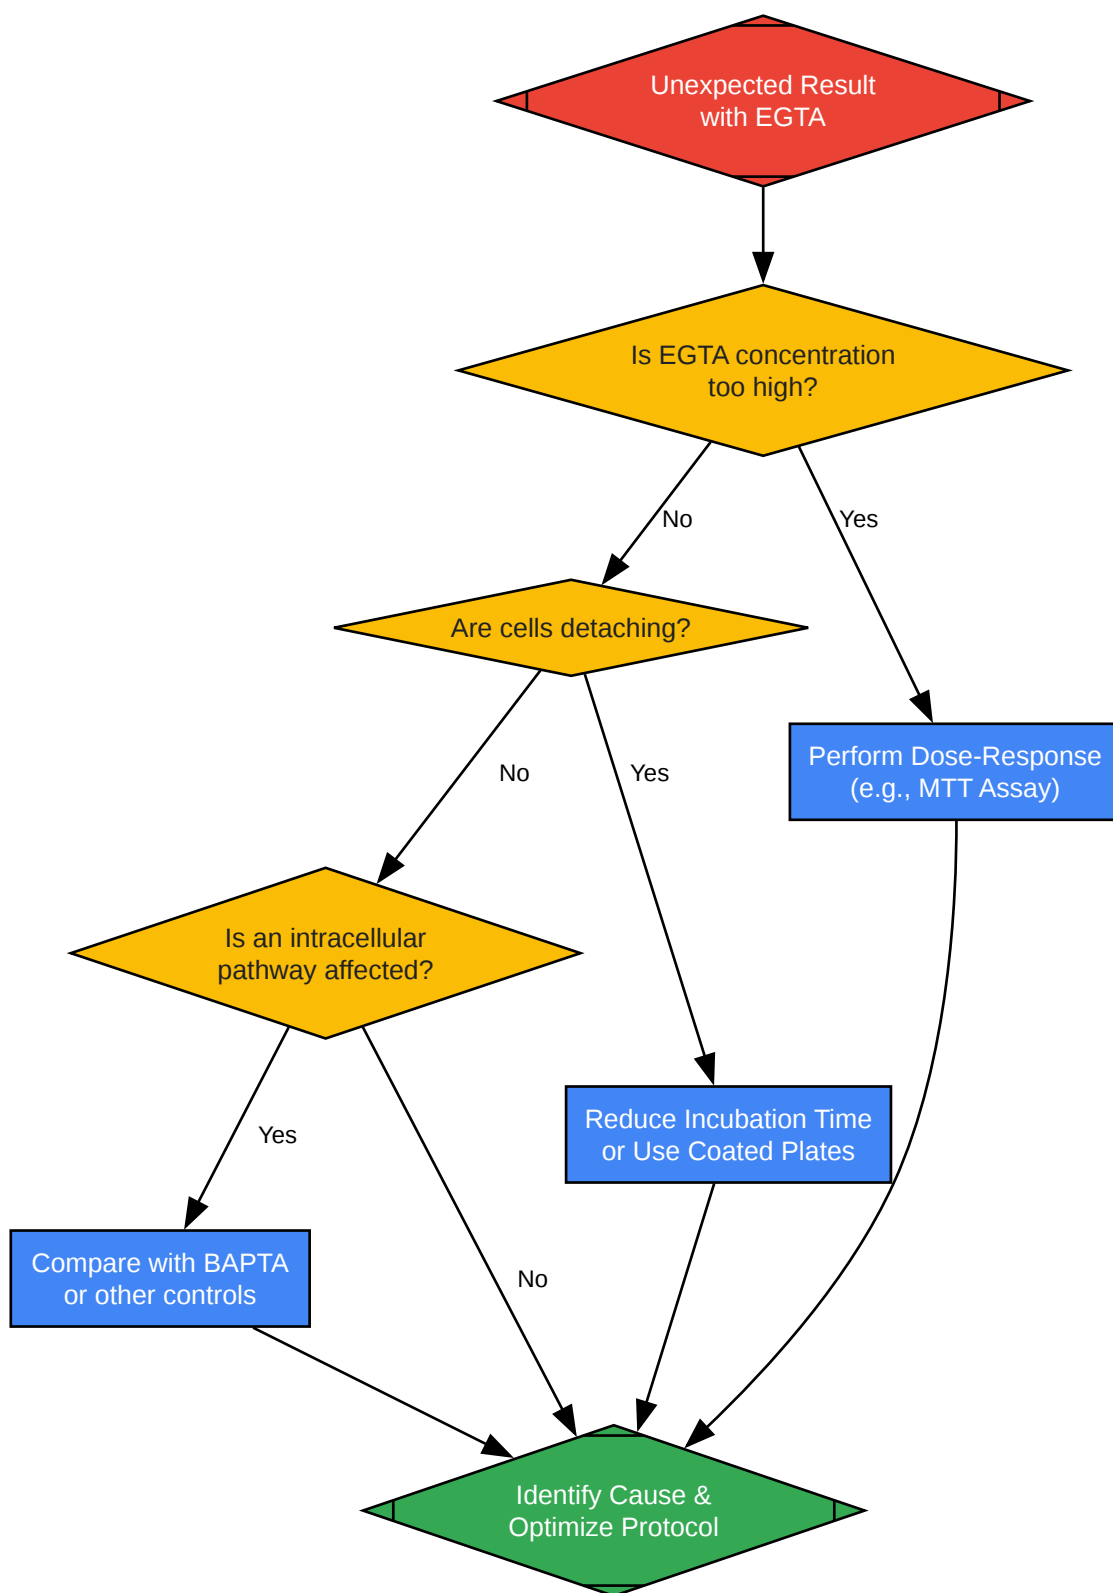 Unexpected Result
with EGTA
Is EGTA concentration
too high?
No
Yes
Are cells detaching?
Perform Dose-Response
(e.g., MTT Assay)
No
Yes
Is an intracellular
pathway affected?
Reduce Incubation Time
or Use Coated Plates
Yes
Compare with BAPTA
or other controls
No
Identify Cause &
Optimize Protocol